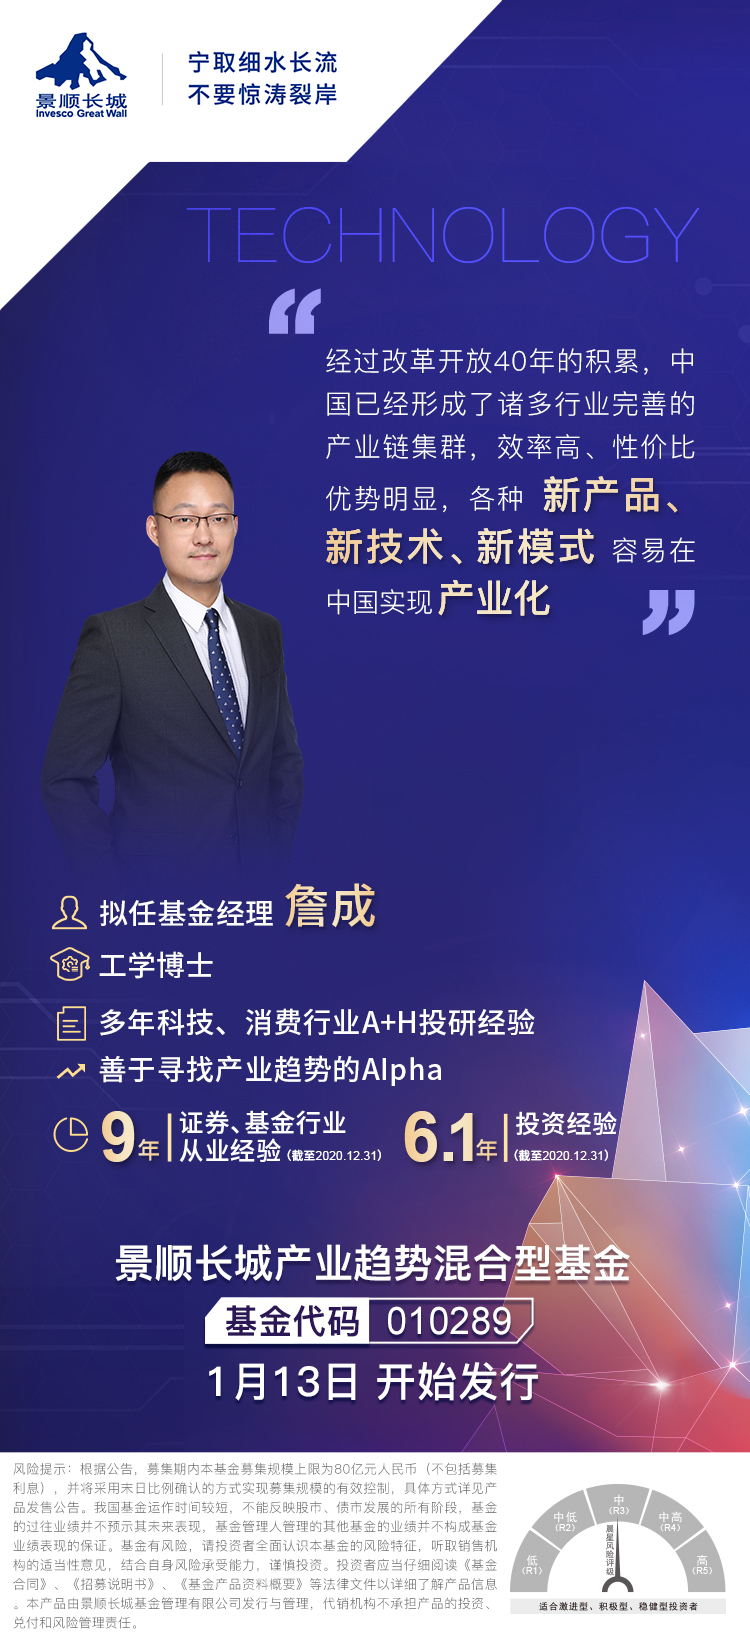 景顺长城
Invesco Great Wall
宁取细水长流
不要惊涛裂岸
TECHNOLOGY
“
经过改革开放40年的积累，中
国已经形成了诸多行业完善的
产业链集群，效率高、性价比
优势明显，各种 新产品、
新技术、新模式 容易在
中国实现产业化
”
拟任基金经理 詹成
工学博士
多年科技、消费行业A+H投研经验
善于寻找产业趋势的Alpha
9年 证券、基金行业
从业经验（截至2020.12.31）
6.1年 投资经验
（截至2020.12.31）
景顺长城产业趋势混合型基金
基金代码 010289
1月13日 开始发行
风险提示：根据公告，募集期内本基金募集规模上限为80亿元人民币（不包括募集
利息），并将采用末日比例确认的方式实现募集规模的有效控制，具体方式详见产
品发售公告。我国基金运作时间较短，不能反映股市、债市发展的所有阶段，基金
的过往业绩并不预示其未来表现，基金管理人管理的其他基金的业绩并不构成基金
业绩表现的保证。基金有风险，请投资者全面认识本基金的风险特征，听取销售机
构的适当性意见，结合自身风险承受能力，谨慎投资。投资者应当仔细阅读《基金
合同》、《招募说明书》、《基金产品资料概要》等法律文件以详细了解产品信息
。本产品由景顺长城基金管理有限公司发行与管理，代销机构不承担产品的投资、
兑付和风险管理责任。
低
(R1)
中低
(R2)
中
(R3)
中高
(R4)
高
(R5)
晨星风险评级
适合激进型、积极型、稳健型投资者